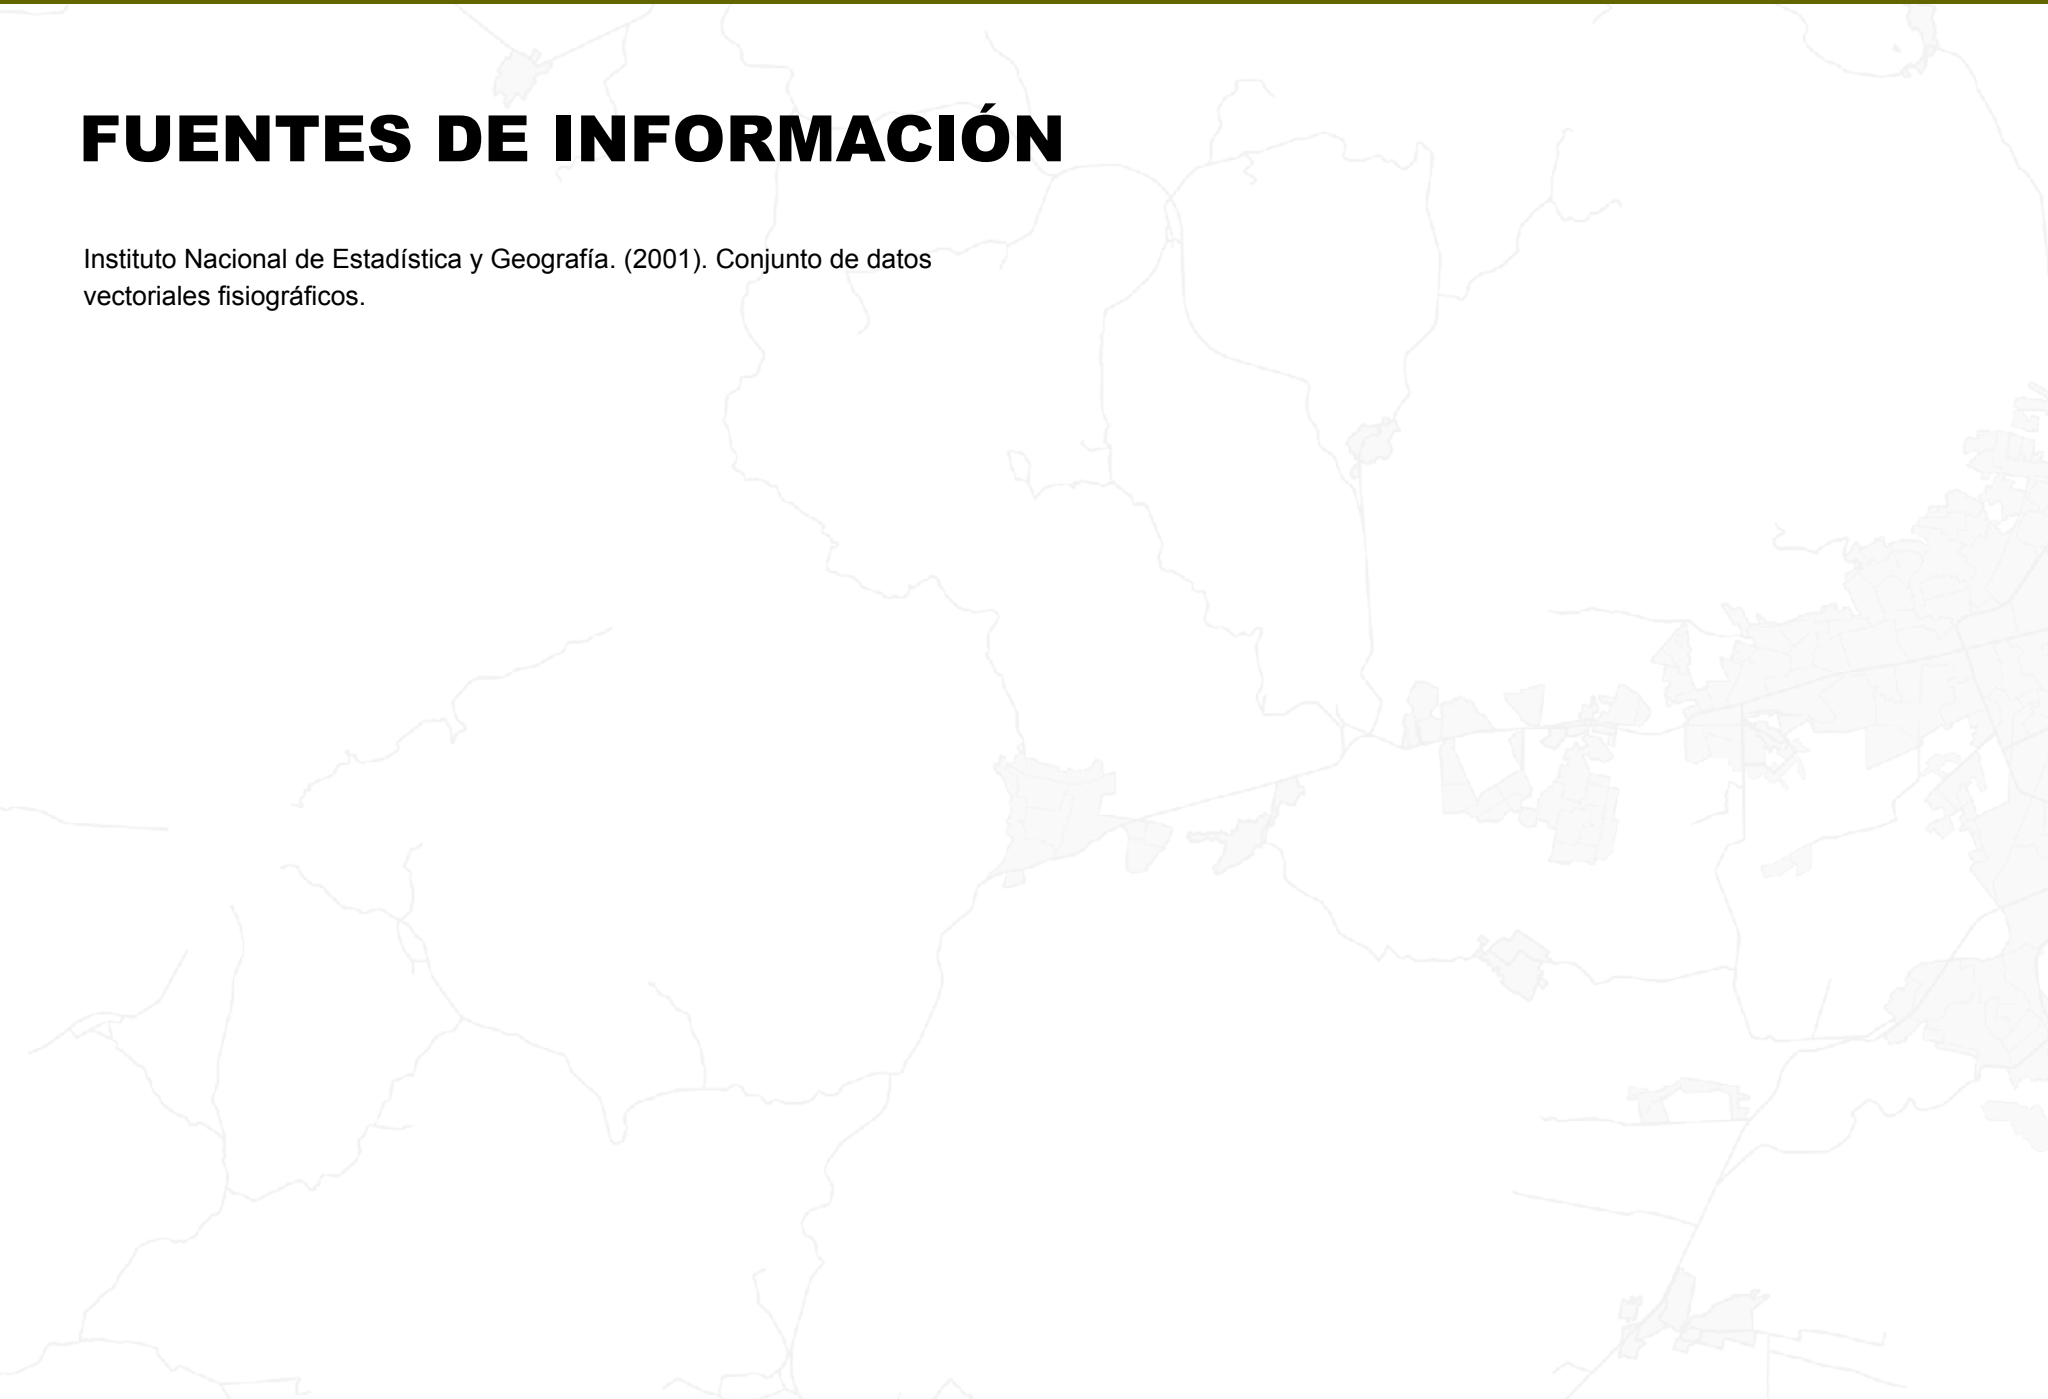 FUENTES DE INFORMACIÓN
Instituto Nacional de Estadística y Geografía. (2001). Conjunto de datos
vectoriales fisiográficos.